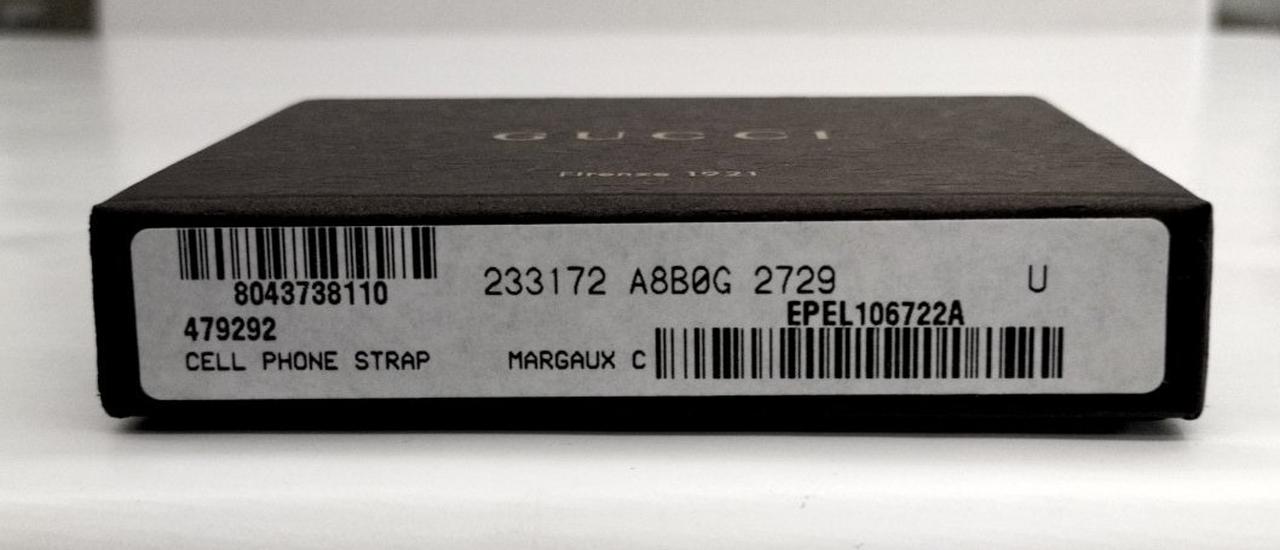 GUCCI
Firenze 1921
8043738110
233172 A8B0G 2729 U
EPEL106722A
479292
CELL PHONE STRAP MARGAUX C